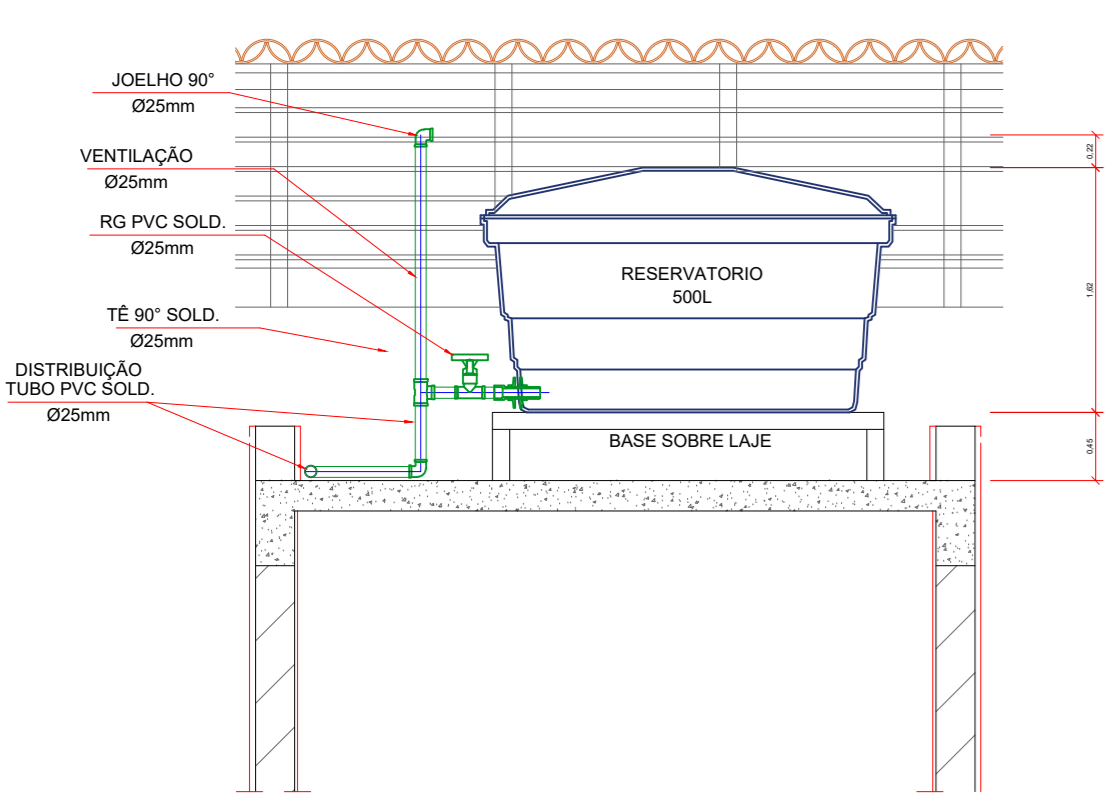 JOELHO 90°
Ø25mm
VENTILAÇÃO
Ø25mm
RG PVC SOLD.
Ø25mm
TÊ 90° SOLD.
Ø25mm
DISTRIBUIÇÃO
TUBO PVC SOLD.
Ø25mm
RESERVATORIO
500L
BASE SOBRE LAJE
0,22
1,62
0,45